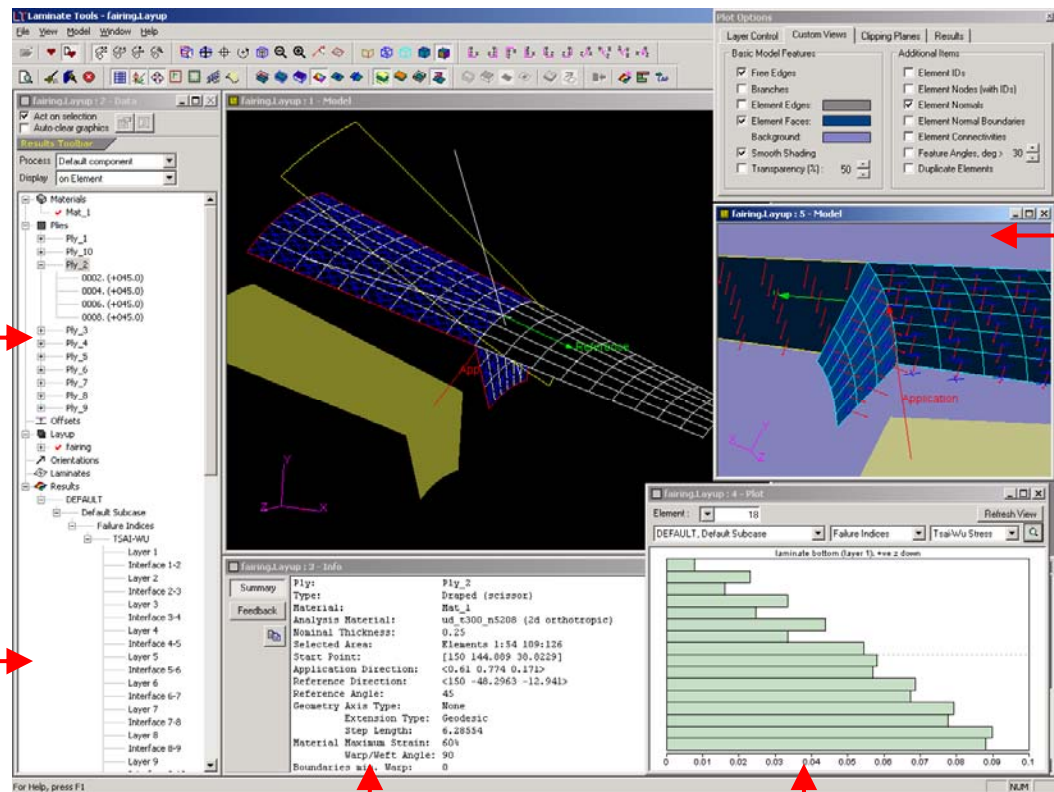 Laminate Tools - fairing.Layup
File View Model Window Help
fairing.Layup : 2 - Data
Act on selection
Auto-clear graphics
Results Toolbar
Process Default component
Display on Element
Materials
Mat_1
Plies
Ply_1
Ply_10
Ply_2
0002. (+045.0)
0004. (+045.0)
0006. (+045.0)
0008. (+045.0)
Ply_3
Ply_4
Ply_5
Ply_6
Ply_7
Ply_8
Ply_9
Offsets
Layup
fairing
Orientations
Laminates
Results
DEFAULT
Default Subcase
Failure Indices
TSAI-WU
Layer 1
Interface 1-2
Layer 2
Interface 2-3
Layer 3
Interface 3-4
Layer 4
Interface 4-5
Layer 5
Interface 5-6
Layer 6
Interface 6-7
Layer 7
Interface 7-8
Layer 8
Interface 8-9
Layer 9
fairing.Layup : 1 - Model
Reference
App
Y
Z X
Plot Options
Layer Control Custom Views Clipping Planes Results
Basic Model Features
Free Edges
Branches
Element Edges:
Element Faces:
Background:
Smooth Shading
Transparency (%) : 50
Additional Items
Element IDs
Element Nodes (with IDs)
Element Normals
Element Normal Boundaries
Element Connectivities
Feature Angles, deg > 30
Duplicate Elements
fairing.Layup : 5 - Model
Application
fairing.Layup : 3 - Info
Summary
Feedback
Ply: Ply_2
Type: Draped (scissor)
Material: Mat_1
Analysis Material: ud_t300_n5208 (2d orthotropic)
Nominal Thickness: 0.25
Selected Area: Elements 1:54 109:126
Start Point: [150 144.889 38.8229]
Application Direction: <0.61 0.774 0.171>
Reference Direction: <150 -48.2963 -12.941>
Reference Angle: 45
Geometry Axis Type: None
Extension Type: Geodesic
Step Length: 6.28554
Material Maximum Strain: 60%
Warp/Weft Angle: 90
Boundaries min. Warp: 0
fairing.Layup : 4 - Plot
Element : 18
Refresh View
DEFAULT, Default Subcase Failure Indices Tsai-Wu Stress
laminate bottom (layer 1), +ve z down
0 0.01 0.02 0.03 0.04 0.05 0.06 0.07 0.08 0.09 0.1
For Help, press F1
NUM